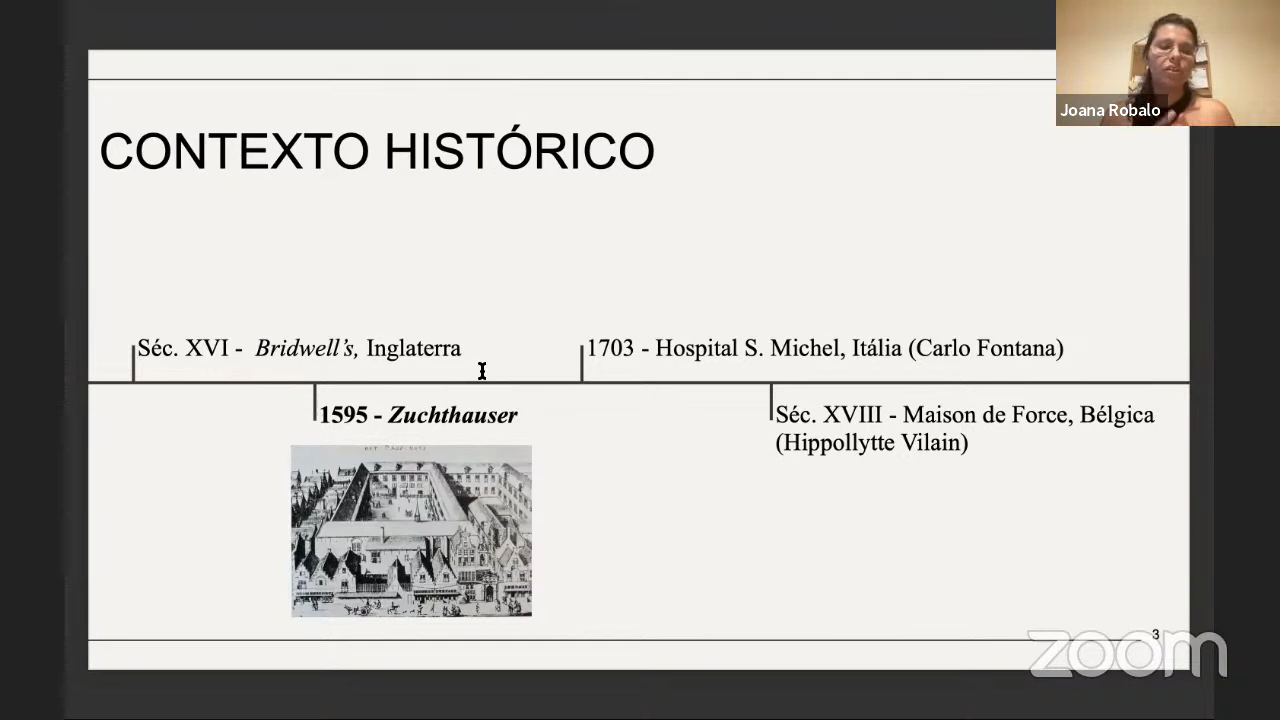 Joana Robalo
CONTEXTO HISTÓRICO
Séc. XVI - Bridwell’s, Inglaterra
1703 - Hospital S. Michel, Itália (Carlo Fontana)
1595 - Zuchthauser
Séc. XVIII - Maison de Force, Bélgica
(Hippollytte Vilain)
3
zoom